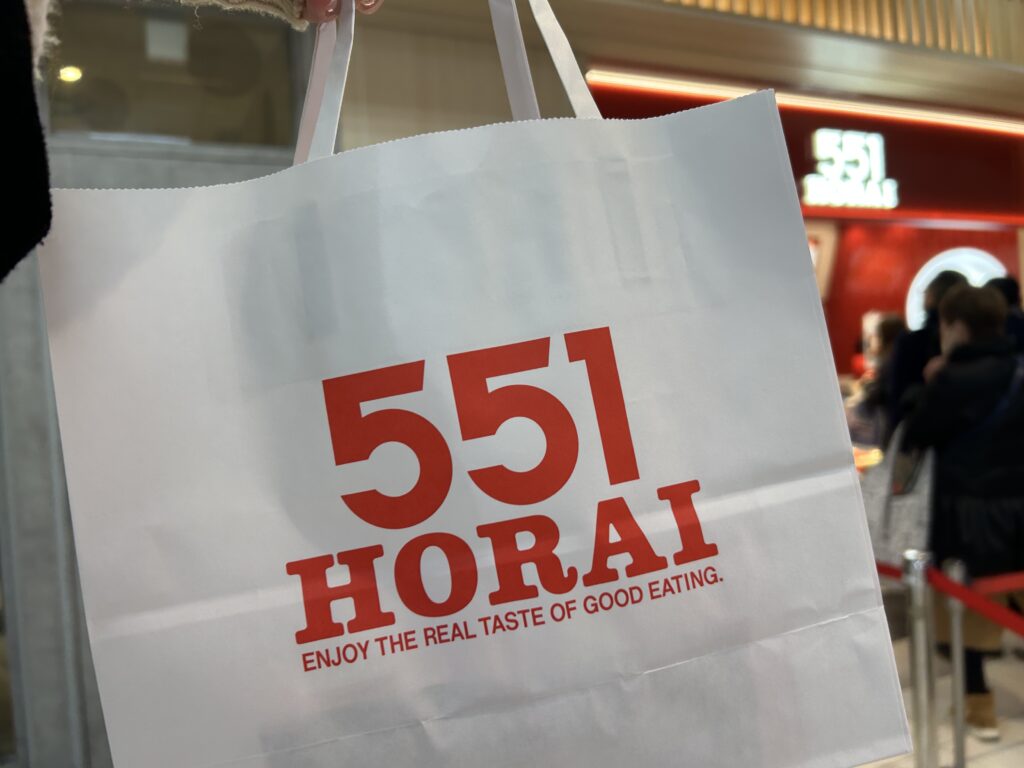 551
HORAI
ENJOY THE REAL TASTE OF GOOD EATING.
551
HORAI